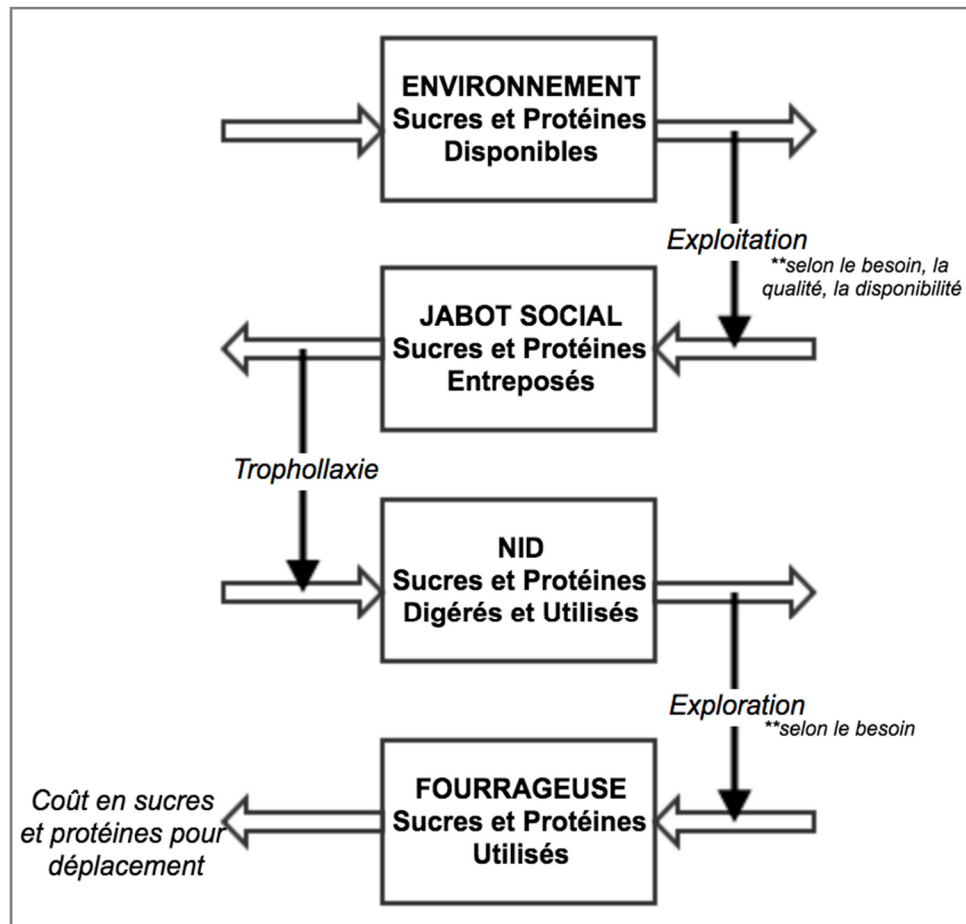 ENVIRONNEMENT
Sucres et Protéines
Disponibles
Exploitation
**selon le besoin, la
qualité, la disponibilité
JABOT SOCIAL
Sucres et Protéines
Entreposés
Trophollaxie
NID
Sucres et Protéines
Digérés et Utilisés
Exploration
**selon le besoin
FOURRAGEUSE
Sucres et Protéines
Utilisés
Coût en sucres
et protéines pour
déplacement